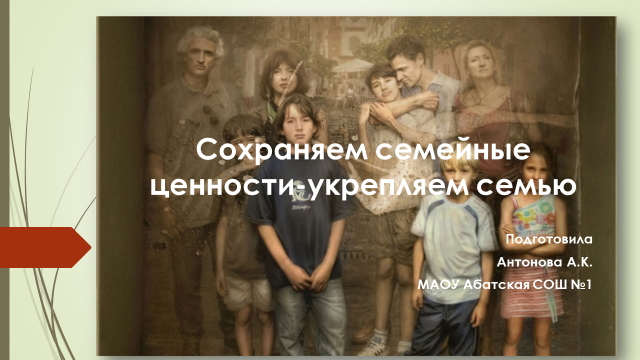 Сохраняем семейные
ценности-укрепляем семью
Подготовила
Антонова А.К.
МАОУ Абатская СОШ №1